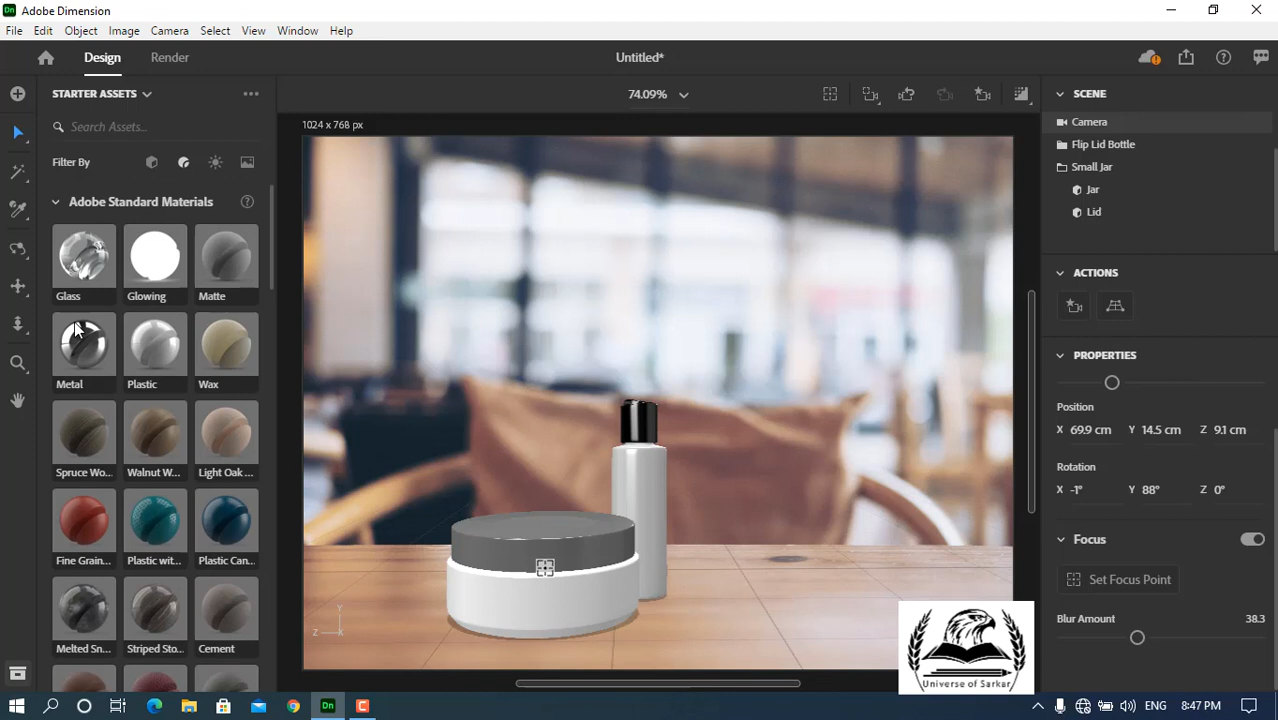 Dn Adobe Dimension
File Edit Object Image Camera Select View Window Help
Design Render Untitled*
STARTER ASSETS
74.09%
SCENE
1024 x 768 px
Search Assets...
Camera
Filter By
Flip Lid Bottle
Small Jar
Jar
Lid
Adobe Standard Materials
Glass Glowing Matte
Metal Plastic Wax
Spruce Wo... Walnut W... Light Oak ...
Fine Grain... Plastic wit... Plastic Can...
Melted Sn... Striped Sto... Cement
ACTIONS
PROPERTIES
Position
X 69.9 cm Y 14.5 cm Z 9.1 cm
Rotation
X -1° Y 88° Z 0°
Focus
Set Focus Point
Blur Amount 38.3
Y
Z X
Universe of Sarkar
Dn
ENG 8:47 PM